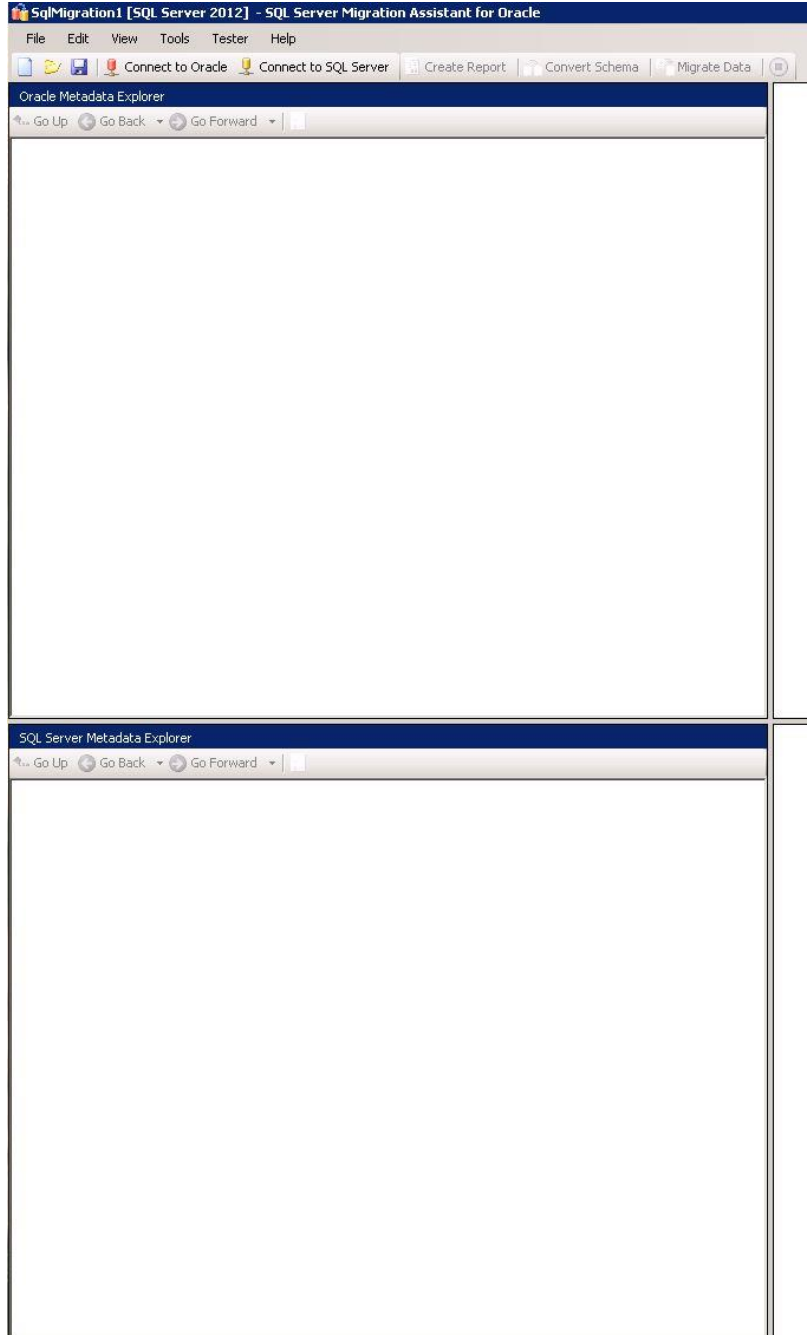 SqlMigration1 [SQL Server 2012] - SQL Server Migration Assistant for Oracle
File Edit View Tools Tester Help
Connect to Oracle Connect to SQL Server Create Report Convert Schema Migrate Data
Oracle Metadata Explorer
Go Up Go Back Go Forward
SQL Server Metadata Explorer
Go Up Go Back Go Forward